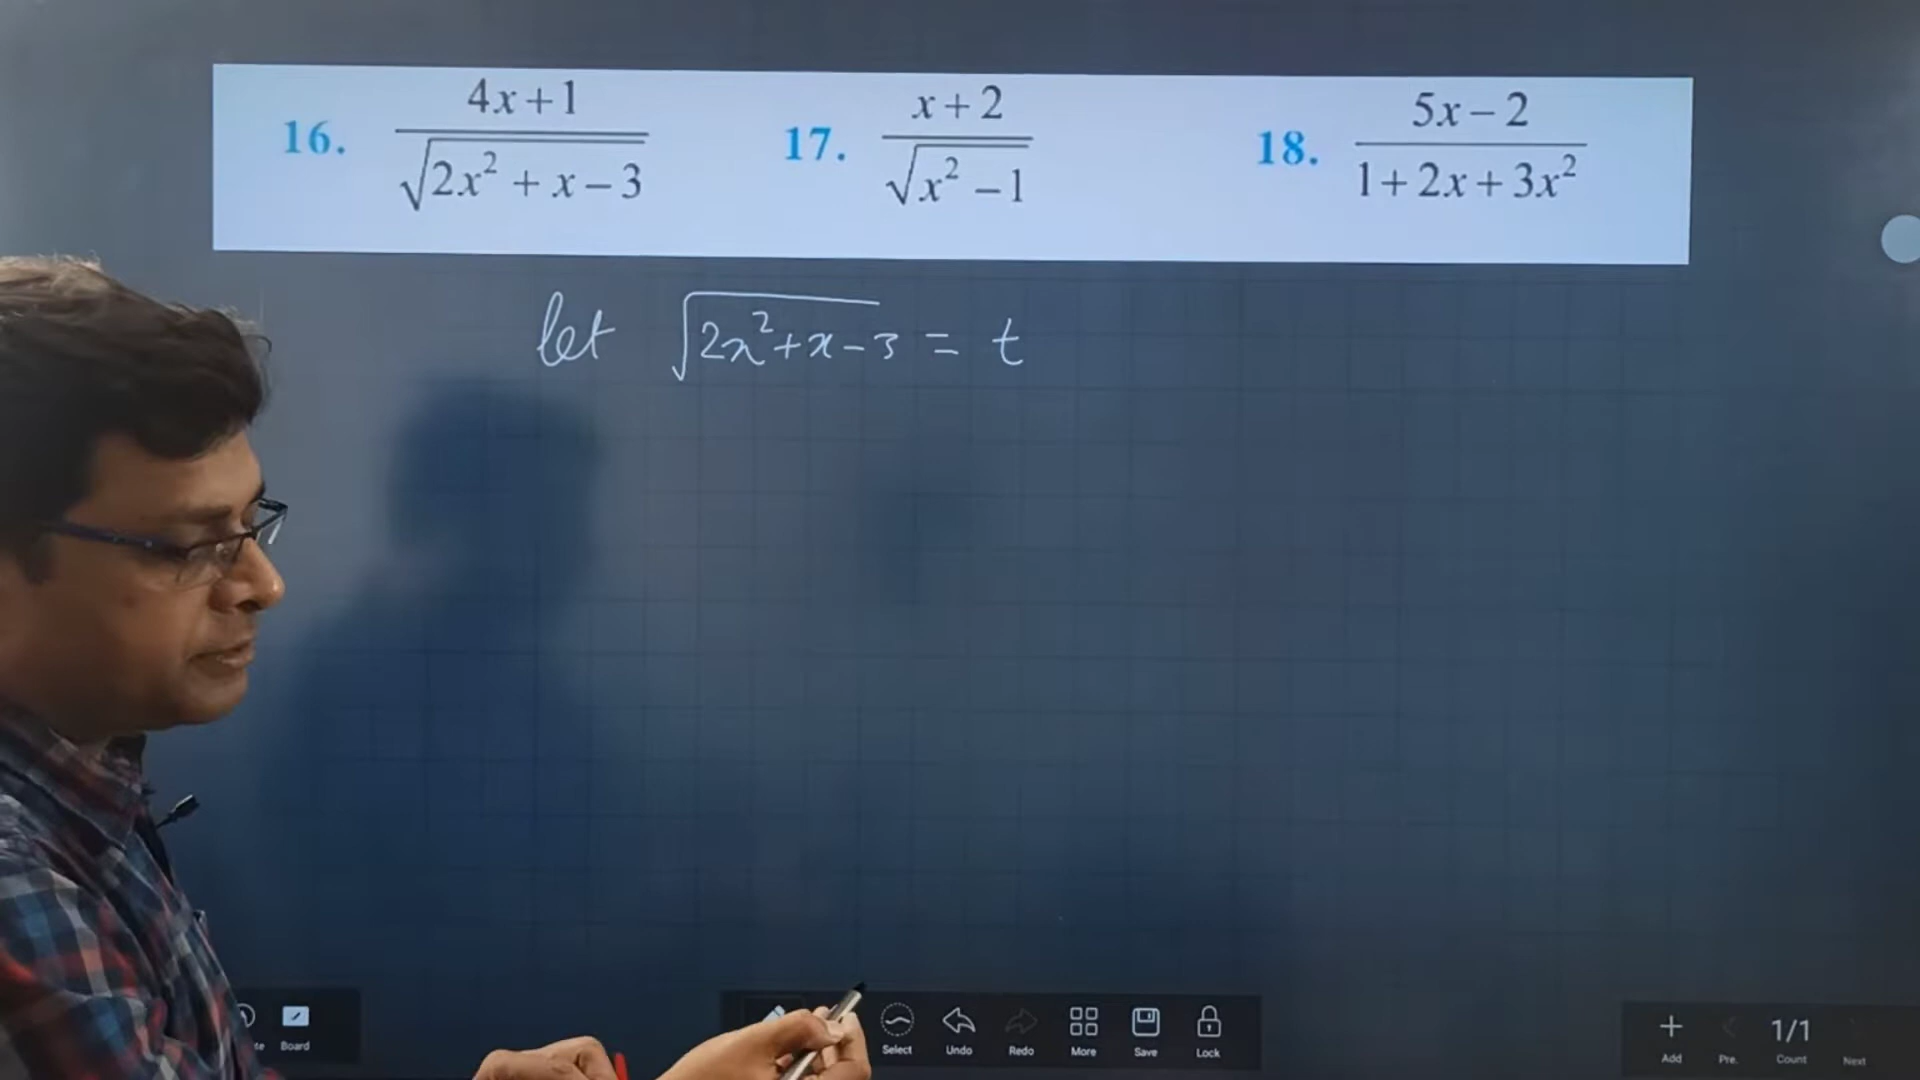 16. 4x+1 / √2x² + x − 3 17. x+2 / √x² − 1 18. 5x − 2 / 1+2x+3x²
let √2x²+x−3 = t
Board Select Undo Redo More Save Lock
1/1
Add Pre. Count Next